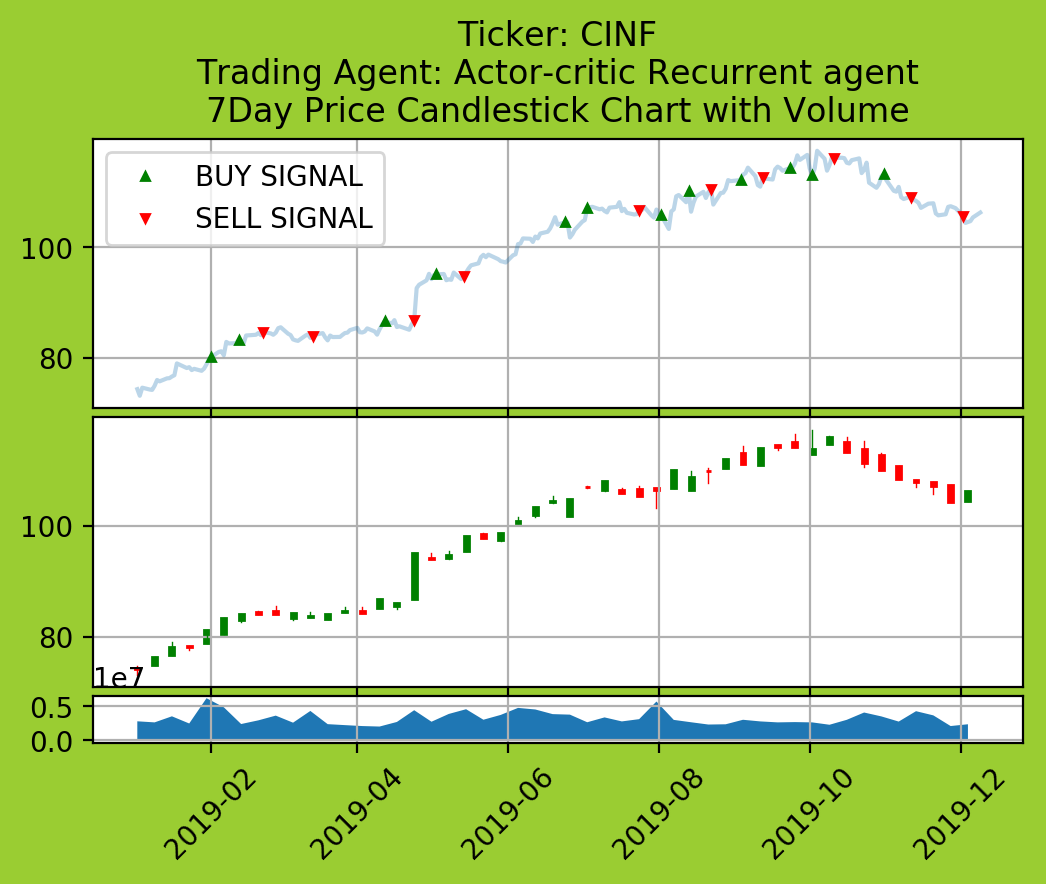 Ticker: CINF
Trading Agent: Actor-critic Recurrent agent
7Day Price Candlestick Chart with Volume
BUY SIGNAL
SELL SIGNAL
100
80
100
80
1e7
0.5
0.0
2019-02
2019-04
2019-06
2019-08
2019-10
2019-12